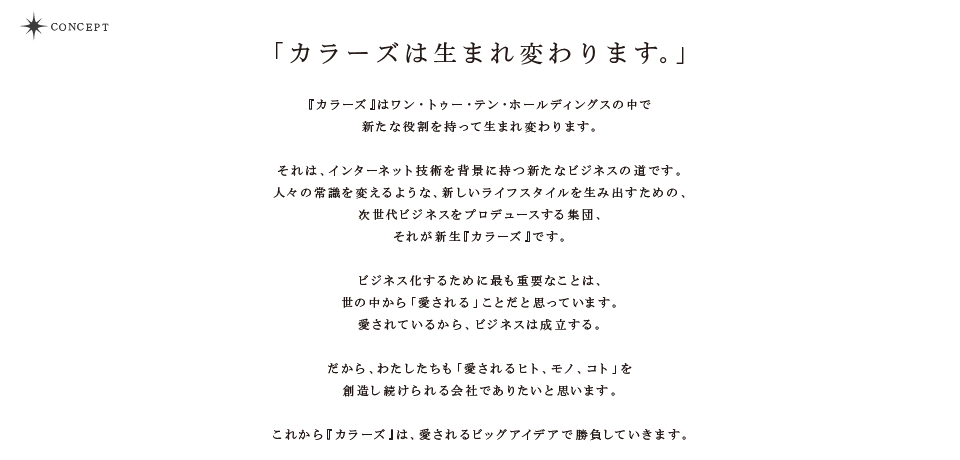 CONCEPT
「カラーズは生まれ変わります。」
『カラーズ』はワン・トゥー・テン・ホールディングスの中で
新たな役割を持って生まれ変わります。
それは、インターネット技術を背景に持つ新たなビジネスの道です。
人々の常識を変えるような、新しいライフスタイルを生み出すための、
次世代ビジネスをプロデュースする集団、
それが新生『カラーズ』です。
ビジネス化するために最も重要なことは、
世の中から「愛される」ことだと思っています。
愛されているから、ビジネスは成立する。
だから、わたしたちも「愛されるヒト、モノ、コト」を
創造し続けられる会社でありたいと思います。
これから『カラーズ』は、愛されるビッグアイデアで勝負していきます。